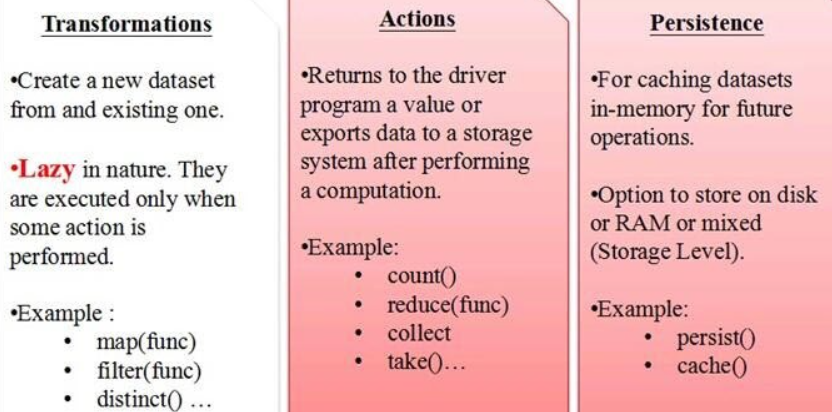 Transformations
•Create a new dataset
from and existing one.
•Lazy in nature. They
are executed only when
some action is
performed.
•Example :
• map(func)
• filter(func)
• distinct() ...
Actions
•Returns to the driver
program a value or
exports data to a storage
system after performing
a computation.
•Example:
• count()
• reduce(func)
• collect
• take()...
Persistence
•For caching datasets
in-memory for future
operations.
•Option to store on disk
or RAM or mixed
(Storage Level).
•Example:
• persist()
• cache()